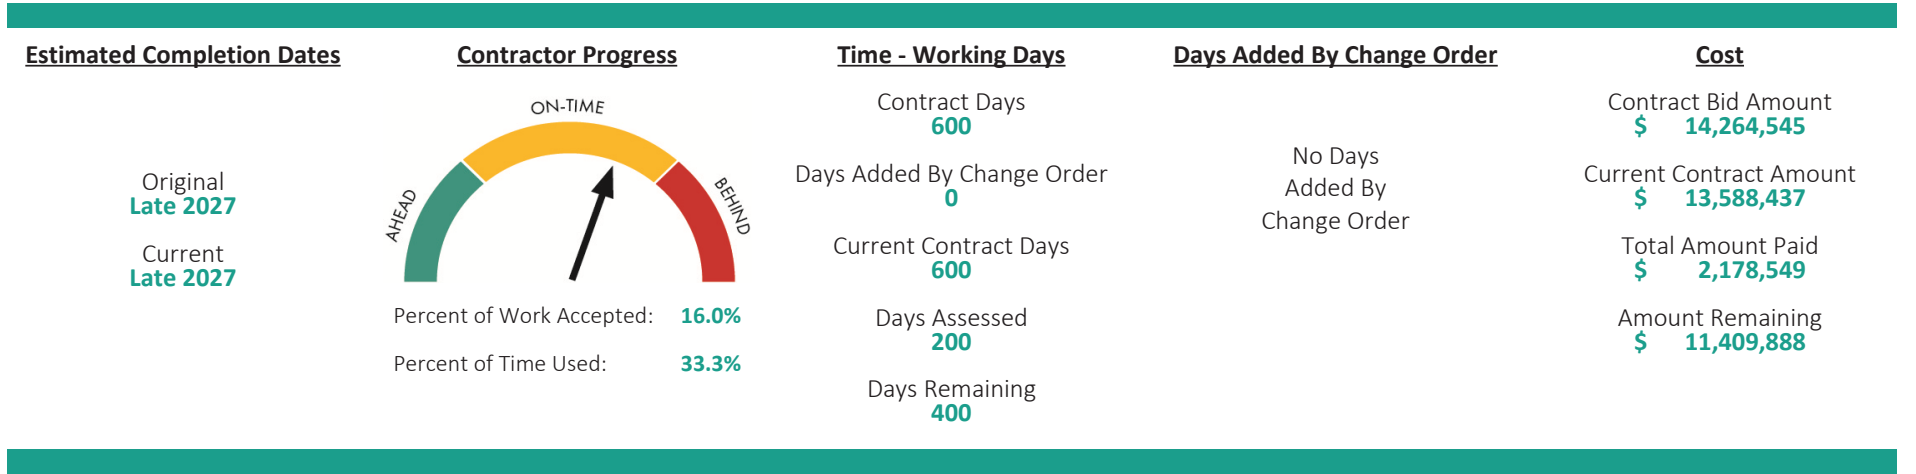 Estimated Completion Dates
Original
Late 2027
Current
Late 2027
Contractor Progress
ON-TIME
AHEAD
BEHIND
Percent of Work Accepted: 16.0%
Percent of Time Used: 33.3%
Time - Working Days
Contract Days
600
Days Added By Change Order
0
Current Contract Days
600
Days Assessed
200
Days Remaining
400
Days Added By Change Order
No Days
Added By
Change Order
Cost
Contract Bid Amount
$ 14,264,545
Current Contract Amount
$ 13,588,437
Total Amount Paid
$ 2,178,549
Amount Remaining
$ 11,409,888